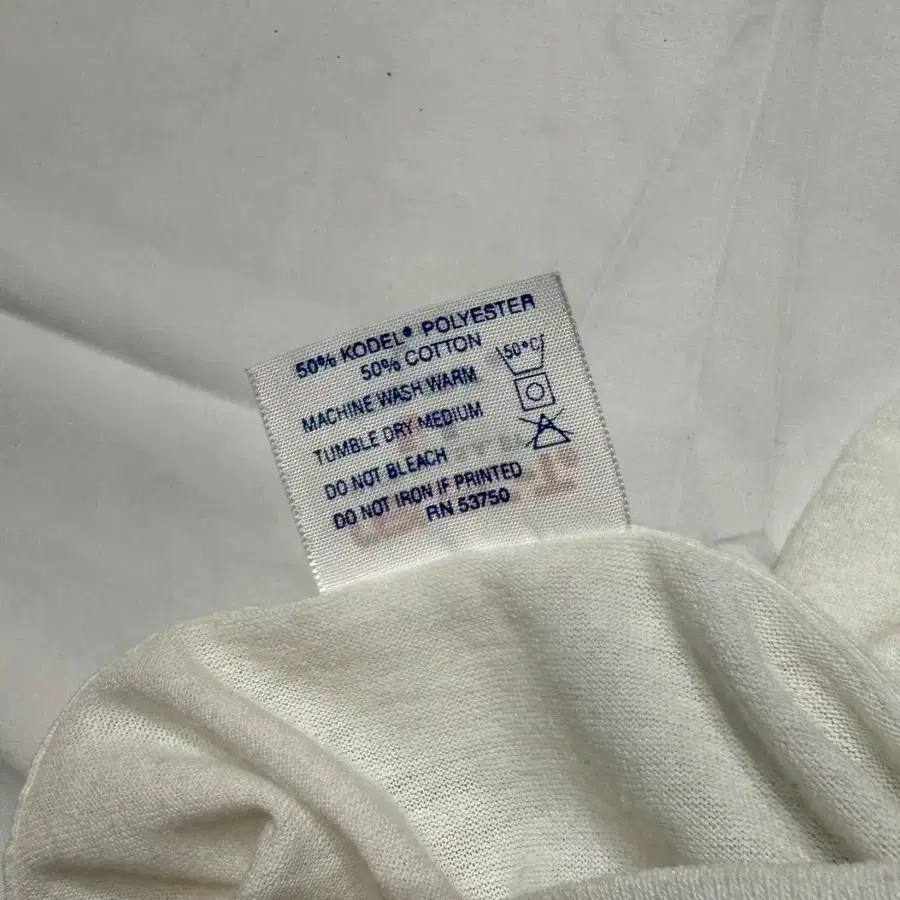 50% KODEL® POLYESTER
50% COTTON
MACHINE WASH WARM
50°C
TUMBLE DRY MEDIUM
DO NOT BLEACH
DO NOT IRON IF PRINTED
RN 53750